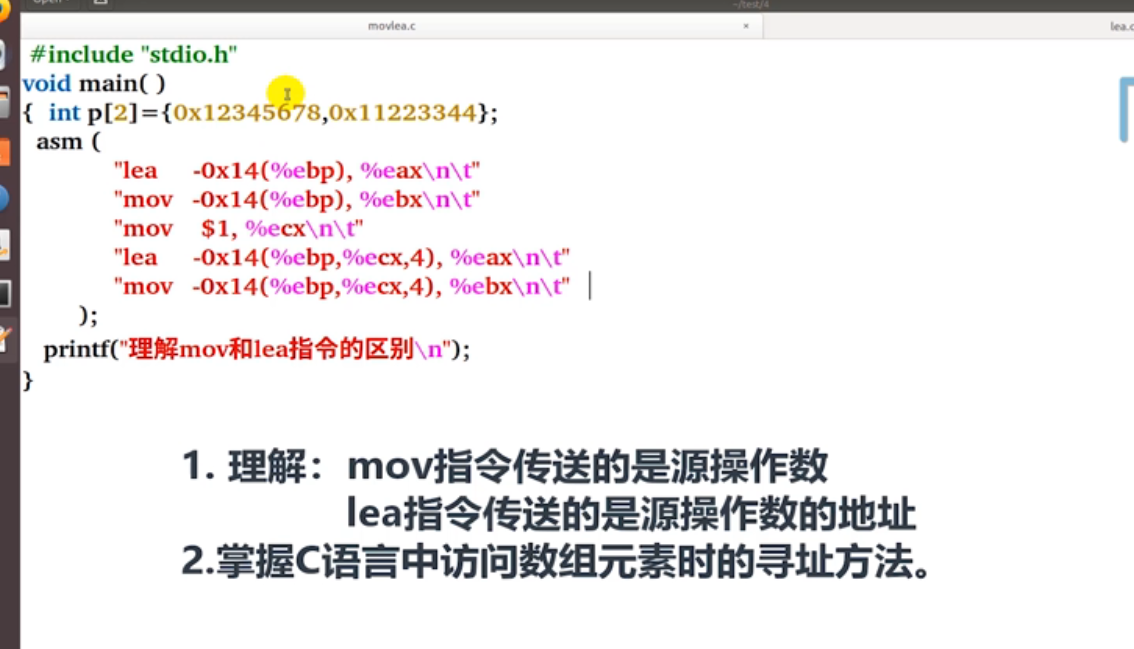 ~/test/4
movlea.c × lea.c
#include "stdio.h"
void main( )
{ int p[2]={0x12345678,0x11223344};
asm (
"lea -0x14(%ebp), %eax\n\t"
"mov -0x14(%ebp), %ebx\n\t"
"mov $1, %ecx\n\t"
"lea -0x14(%ebp,%ecx,4), %eax\n\t"
"mov -0x14(%ebp,%ecx,4), %ebx\n\t"
);
printf("理解mov和lea指令的区别\n");
}
1. 理解：mov指令传送的是源操作数
lea指令传送的是源操作数的地址
2.掌握C语言中访问数组元素时的寻址方法。